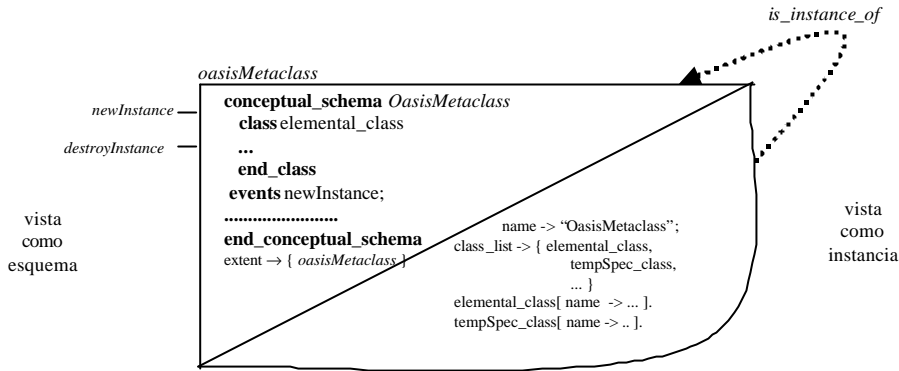 is_instance_of
oasisMetaclass
newInstance
destroyInstance
vista
como
esquema
conceptual_schema OasisMetaclass
class elemental_class
...
end_class
events newInstance;
........................
end_conceptual_schema
extent → { oasisMetaclass }
name -> “OasisMetaclass”;
class_list -> { elemental_class,
tempSpec_class,
... }
elemental_class[ name -> ... ].
tempSpec_class[ name -> .. ].
vista
como
instancia